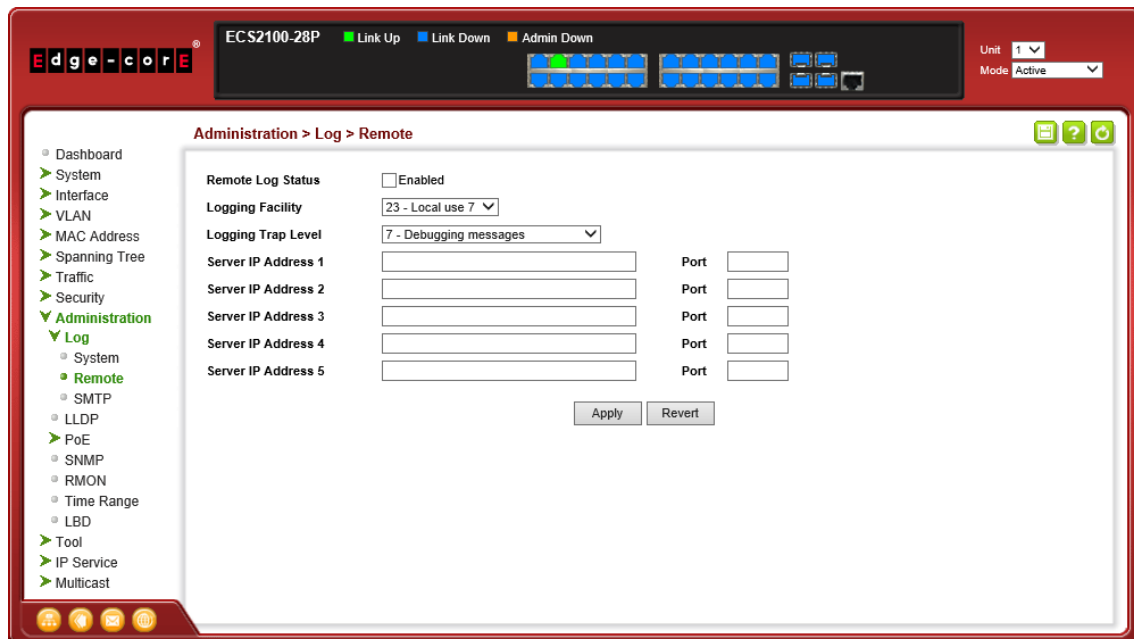 Edge-corE®
ECS2100-28P Link Up Link Down Admin Down
Unit 1
Mode Active
Administration > Log > Remote
Dashboard
System
Interface
VLAN
MAC Address
Spanning Tree
Traffic
Security
Administration
Log
System
Remote
SMTP
LLDP
PoE
SNMP
RMON
Time Range
LBD
Tool
IP Service
Multicast
Remote Log Status Enabled
Logging Facility 23 - Local use 7
Logging Trap Level 7 - Debugging messages
Server IP Address 1 Port
Server IP Address 2 Port
Server IP Address 3 Port
Server IP Address 4 Port
Server IP Address 5 Port
Apply Revert